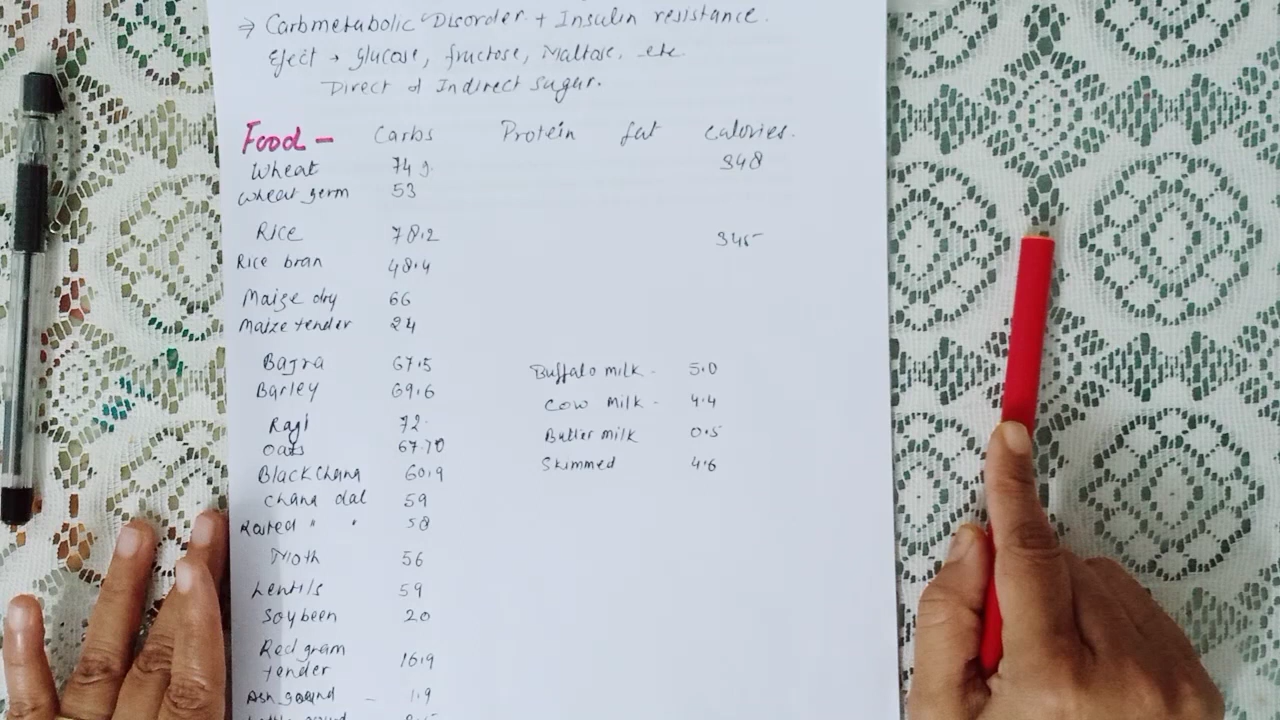 ⇒ Carbmetabolic Disorder + Insulin resistance.
Efect → glucose, fructose, Maltose, etc
Direct or Indirect sugar.
Food - Carbs Protein fat calories.
Wheat 74 g. 348
Wheat germ 53
Rice 78.2 345
Rice bran 48.4
Maize dry 66
Maize tender 24
Bajra 67.5
Buffalo milk - 5.0
Barley 69.6
Cow milk - 4.4
Ragi 72.
Butter milk 0.5
Oats 67.70
Skimmed 4.6
Black Chana 60.9
Chana dal 59
Rosted " " 58
Moth 56
Lentils 59
Soybeen 20
Red gram
tender 16.9
Ash gourd - 1.9